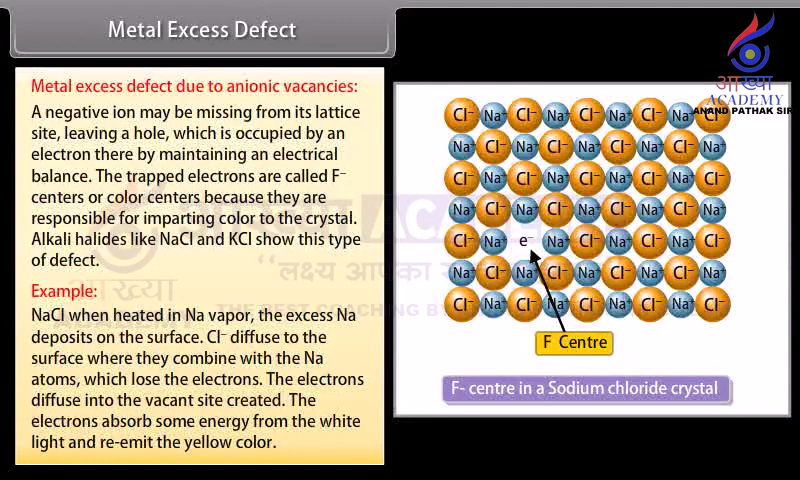 Metal Excess Defect
Metal excess defect due to anionic vacancies:
A negative ion may be missing from its lattice
site, leaving a hole, which is occupied by an
electron there by maintaining an electrical
balance. The trapped electrons are called F⁻
centers or color centers because they are
responsible for imparting color to the crystal.
Alkali halides like NaCl and KCl show this type
of defect.
Example:
NaCl when heated in Na vapor, the excess Na
deposits on the surface. Cl⁻ diffuse to the
surface where they combine with the Na
atoms, which lose the electrons. The electrons
diffuse into the vacant site created. The
electrons absorb some energy from the white
light and re-emit the yellow color.
आख्या
ACADEMY
ANAND PATHAK SIR
Cl⁻ Na⁺ Cl⁻ Na⁺ Cl⁻ Na⁺ Cl⁻ Na⁺ Cl⁻
Na⁺ Cl⁻ Na⁺ Cl⁻ Na⁺ Cl⁻ Na⁺ Cl⁻ Na⁺
Cl⁻ Na⁺ Cl⁻ Na⁺ Cl⁻ Na⁺ Cl⁻ Na⁺ Cl⁻
Na⁺ Cl⁻ Na⁺ Cl⁻ Na⁺ Cl⁻ Na⁺ Cl⁻ Na⁺
Cl⁻ Na⁺ e⁻ Na⁺ Cl⁻ Na⁺ Cl⁻ Na⁺ Cl⁻
Na⁺ Cl⁻ Na⁺ Cl⁻ Na⁺ Cl⁻ Na⁺ Cl⁻ Na⁺
Cl⁻ Na⁺ Cl⁻ Na⁺ Cl⁻ Na⁺ Cl⁻ Na⁺ Cl⁻
F Centre
F- centre in a Sodium chloride crystal
आख्या ACADEMY
"लक्ष्य आपका
THE BEST COACHING
आख्या
ACADEMY